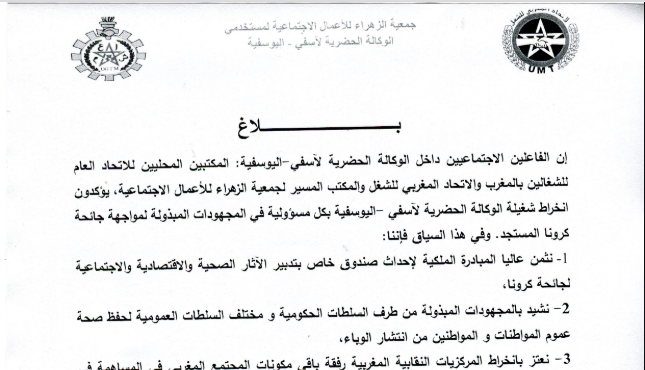 جمعية الزهراء للأعمال الاجتماعية لمستخدمي
الوكالة الحضرية لآسفي - اليوسفية
UMT
بـــــــــــــلاغ
إن الفاعلين الاجتماعيين داخل الوكالة الحضرية لآسفي-اليوسفية: المكتبين المحليين للاتحاد العام
للشغالين بالمغرب والاتحاد المغربي للشغل والمكتب المسير لجمعية الزهراء للأعمال الاجتماعية، يؤكدون
انخراط شغيلة الوكالة الحضرية لآسفي -اليوسفية بكل مسؤولية في المجهودات المبذولة لمواجهة جائحة
كرونا المستجد. وفي هذا السياق فإننا:
1- نثمن عاليا المبادرة الملكية لإحداث صندوق خاص بتدبير الآثار الصحية والاقتصادية والاجتماعية
لجائحة كرونا،
2- نشيد بالمجهودات المبذولة من طرف السلطات الحكومية و مختلف السلطات العمومية لحفظ صحة
عموم المواطنات و المواطنين من انتشار الوباء،
3- نعتز بانخراط المركزيات النقابية المغربية رفقة باقي مكونات المجتمع المغربي في المساهمة في